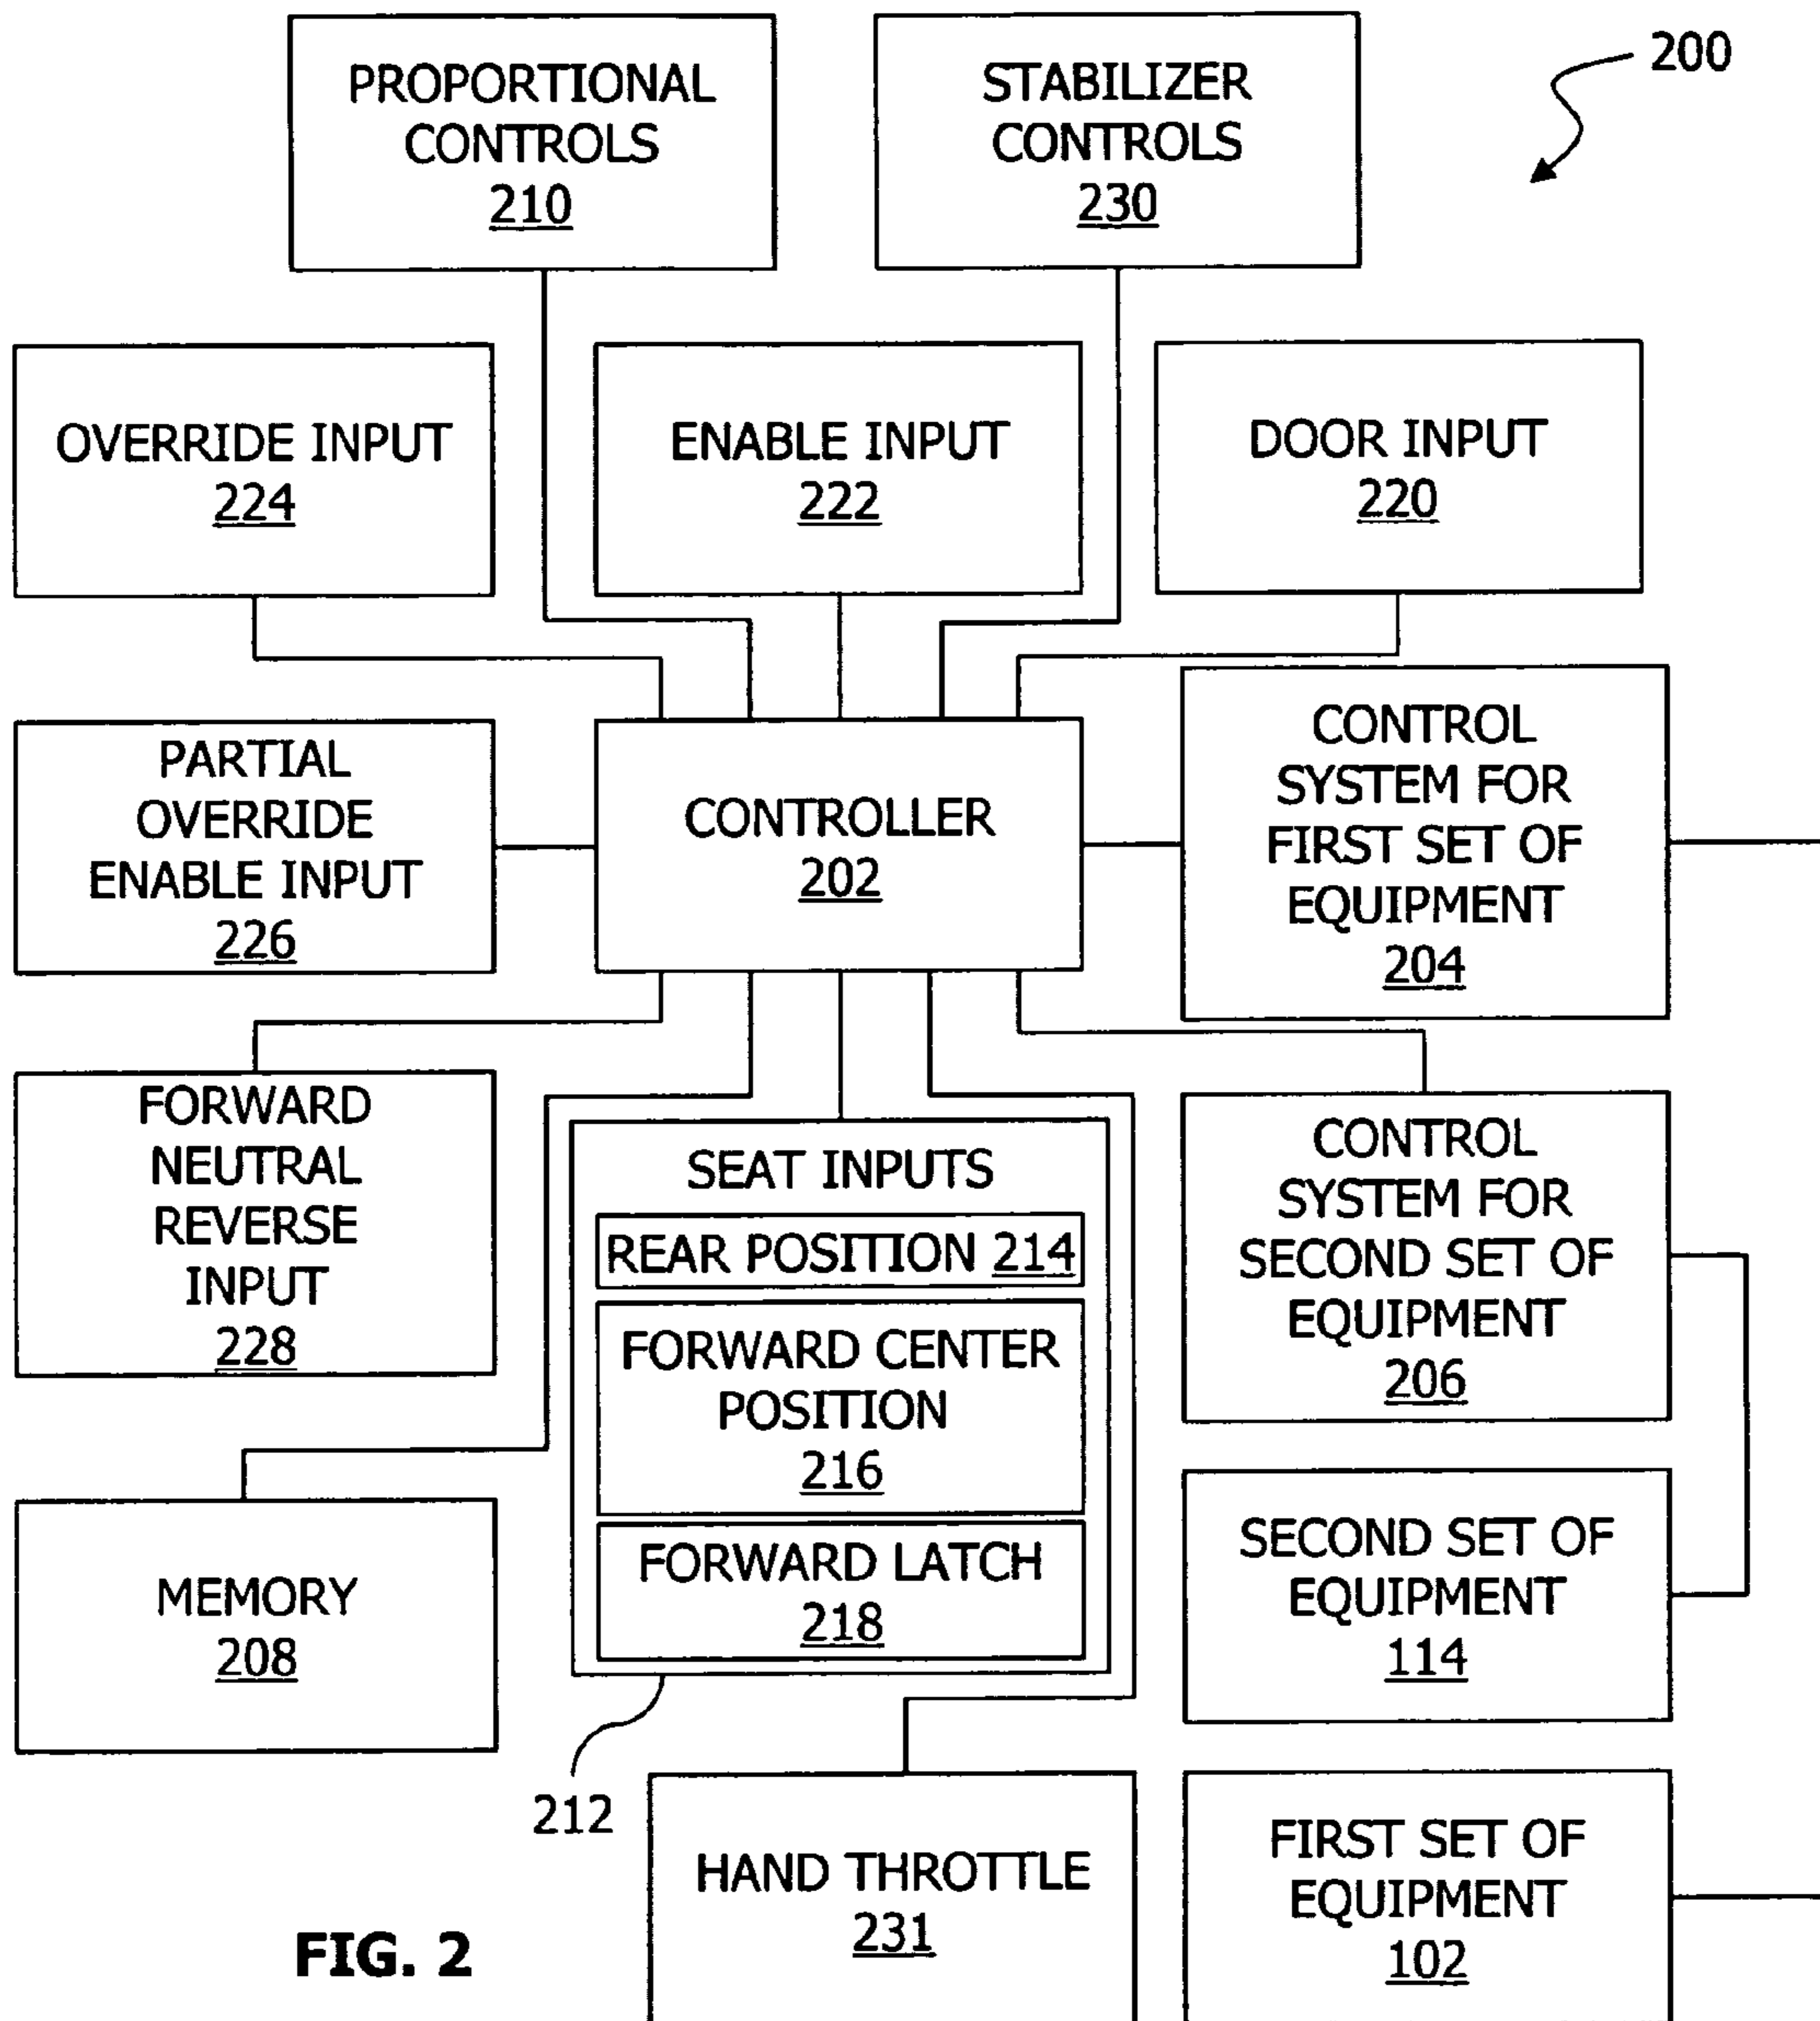 PROPORTIONAL
CONTROLS
210
STABILIZER
CONTROLS
230
200
OVERRIDE INPUT
224
ENABLE INPUT
222
DOOR INPUT
220
PARTIAL
OVERRIDE
ENABLE INPUT
226
CONTROLLER
202
CONTROL
SYSTEM FOR
FIRST SET OF
EQUIPMENT
204
FORWARD
NEUTRAL
REVERSE
INPUT
228
SEAT INPUTS
REAR POSITION 214
FORWARD CENTER
POSITION
216
FORWARD LATCH
218
CONTROL
SYSTEM FOR
SECOND SET OF
EQUIPMENT
206
MEMORY
208
SECOND SET OF
EQUIPMENT
114
212
HAND THROTTLE
231
FIRST SET OF
EQUIPMENT
102
FIG. 2